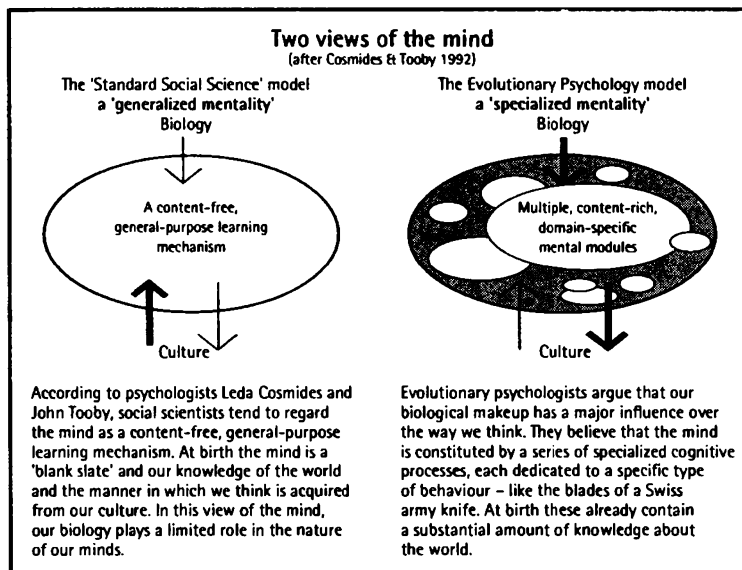 Two views of the mind
(after Cosmides & Tooby 1992)
The 'Standard Social Science' model
a 'generalized mentality'
Biology
A content-free,
general-purpose learning
mechanism
Culture
According to psychologists Leda Cosmides and
John Tooby, social scientists tend to regard
the mind as a content-free, general-purpose
learning mechanism. At birth the mind is a
'blank slate' and our knowledge of the world
and the manner in which we think is acquired
from our culture. In this view of the mind,
our biology plays a limited role in the nature
of our minds.
The Evolutionary Psychology model
a 'specialized mentality'
Biology
Multiple, content-rich,
domain-specific
mental modules
Culture
Evolutionary psychologists argue that our
biological makeup has a major influence over
the way we think. They believe that the mind
is constituted by a series of specialized cognitive
processes, each dedicated to a specific type
of behaviour – like the blades of a Swiss
army knife. At birth these already contain
a substantial amount of knowledge about
the world.